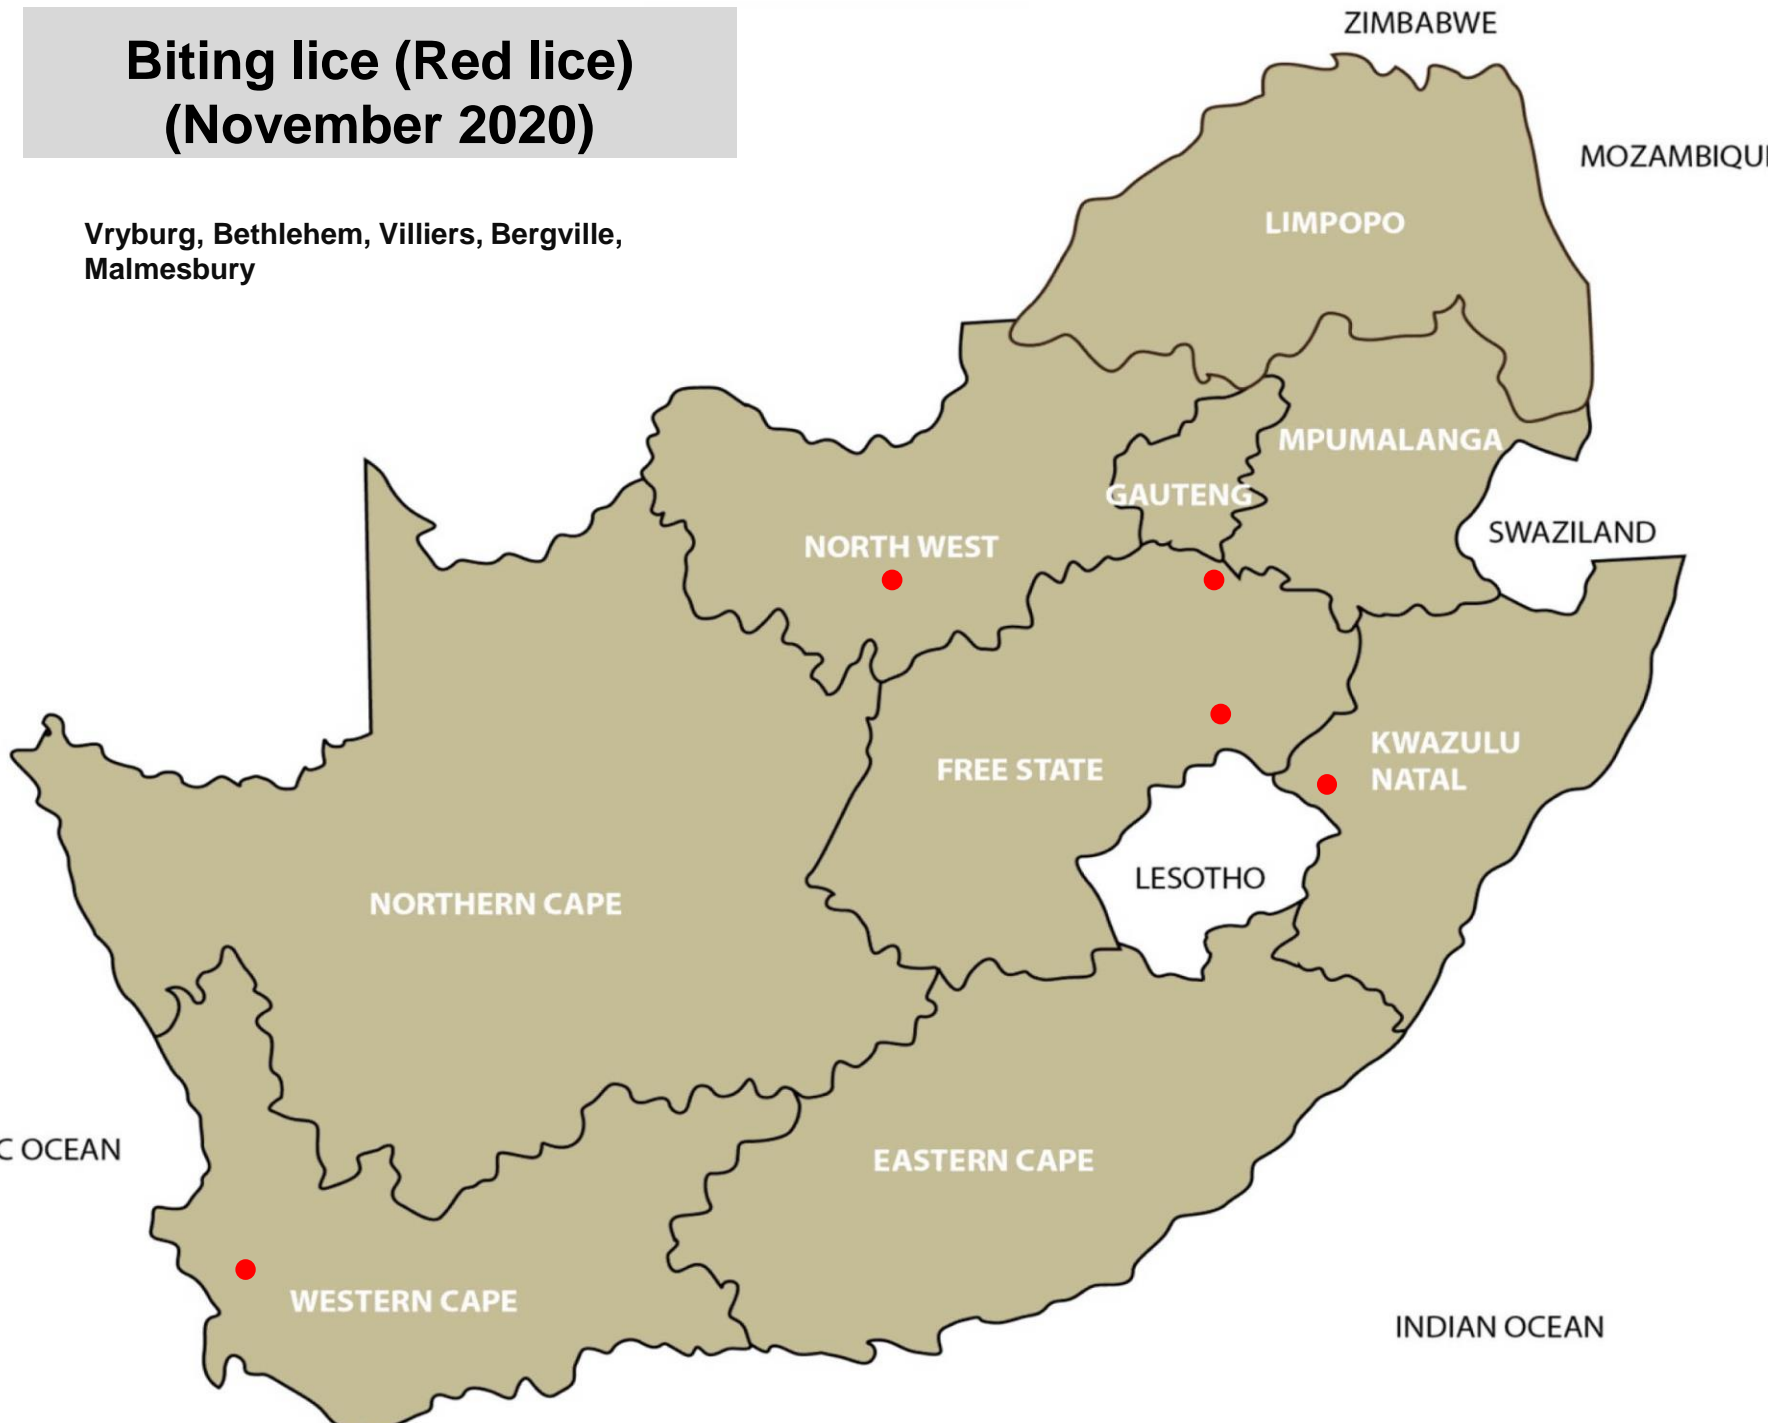 Biting lice (Red lice)
(November 2020)
Vryburg, Bethlehem, Villiers, Bergville,
Malmesbury
ZIMBABWE
MOZAMBIQU
LIMPOPO
MPUMALANGA
GAUTENG
SWAZILAND
NORTH WEST
KWAZULU
NATAL
FREE STATE
LESOTHO
NORTHERN CAPE
C OCEAN
EASTERN CAPE
WESTERN CAPE
INDIAN OCEAN